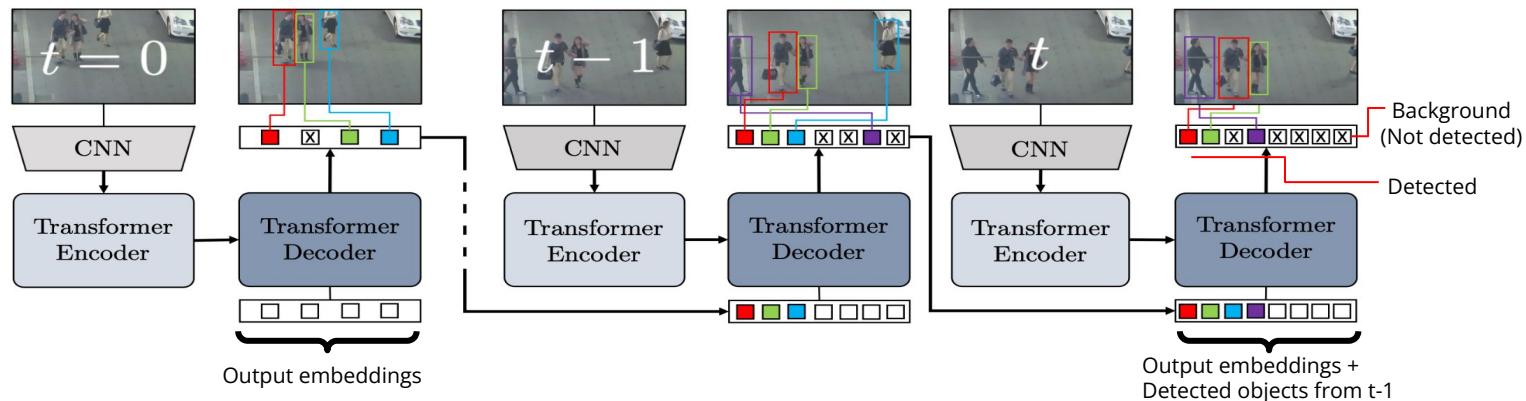 t = 0
t − 1
t
CNN
CNN
CNN
X
X X X
X X X X X
Background
(Not detected)
Detected
Transformer
Encoder
Transformer
Decoder
Transformer
Encoder
Transformer
Decoder
Transformer
Encoder
Transformer
Decoder
Output embeddings
Output embeddings +
Detected objects from t-1